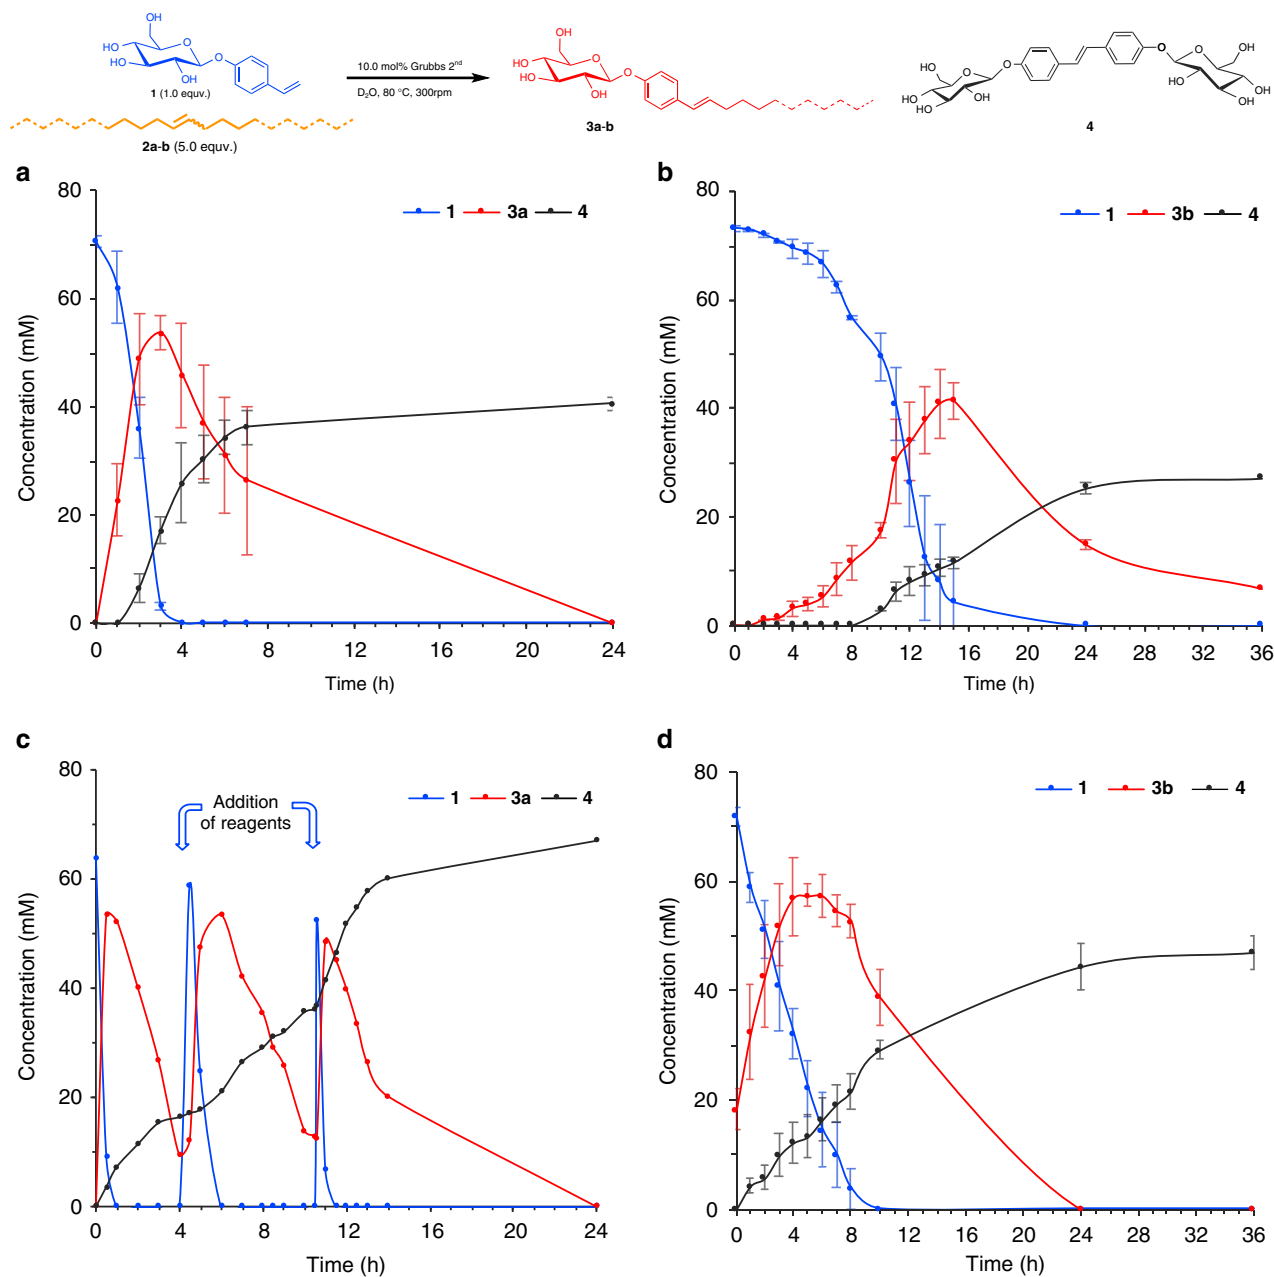 OH
HO
O
HO
OH
O
1 (1.0 equv.)
2a-b (5.0 equv.)
10.0 mol% Grubbs 2nd
D2O, 80 °C, 300rpm
OH
HO
O
HO
OH
O
3a-b
OH
O
O
HO
HO
OH
O
O
OH
HO
OH
OH
4
a
80
60
40
20
0
Concentration (mM)
1 3a 4
0 4 8 12 16 20 24
Time (h)
b
80
60
40
20
0
Concentration (mM)
1 3b 4
0 4 8 12 16 20 24 28 32 36
Time (h)
c
80
60
40
20
0
Concentration (mM)
1 3a 4
Addition
of reagents
0 4 8 12 16 20 24
Time (h)
d
80
60
40
20
0
Concentration (mM)
1 3b 4
0 4 8 12 16 20 24 28 32 36
Time (h)